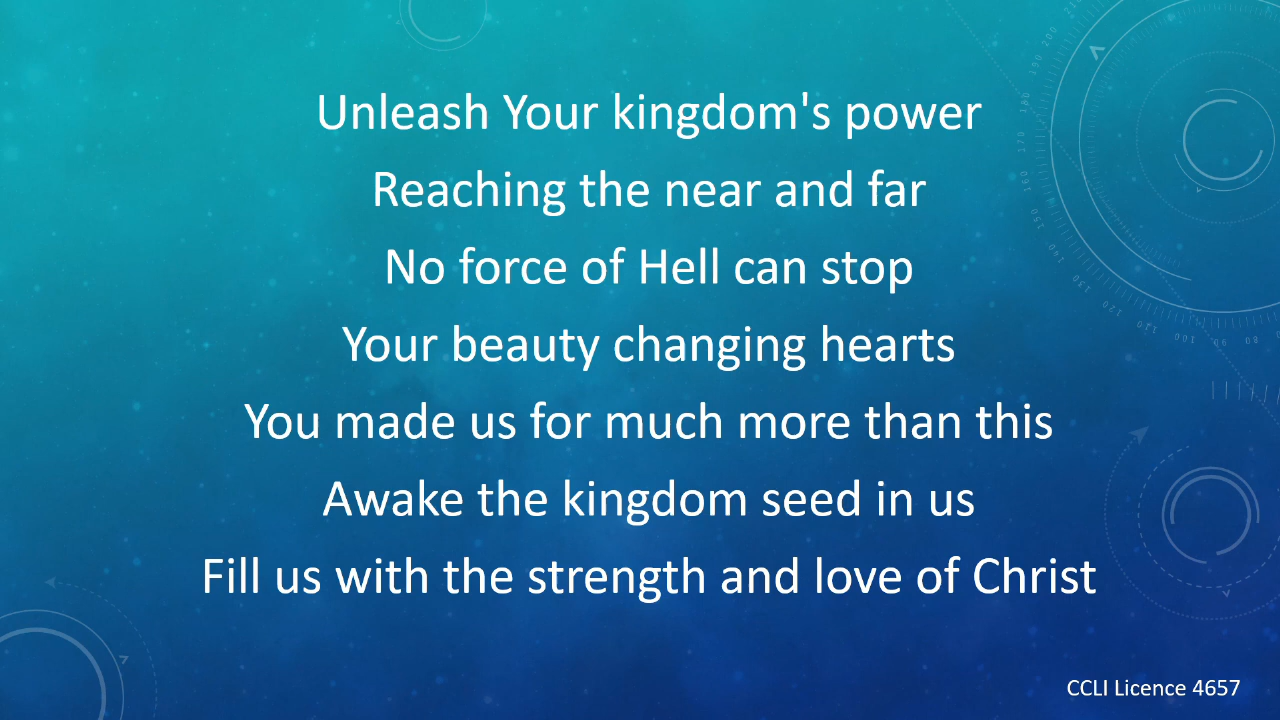 Unleash Your kingdom's power
Reaching the near and far
No force of Hell can stop
Your beauty changing hearts
You made us for much more than this
Awake the kingdom seed in us
Fill us with the strength and love of Christ
CCLI Licence 4657